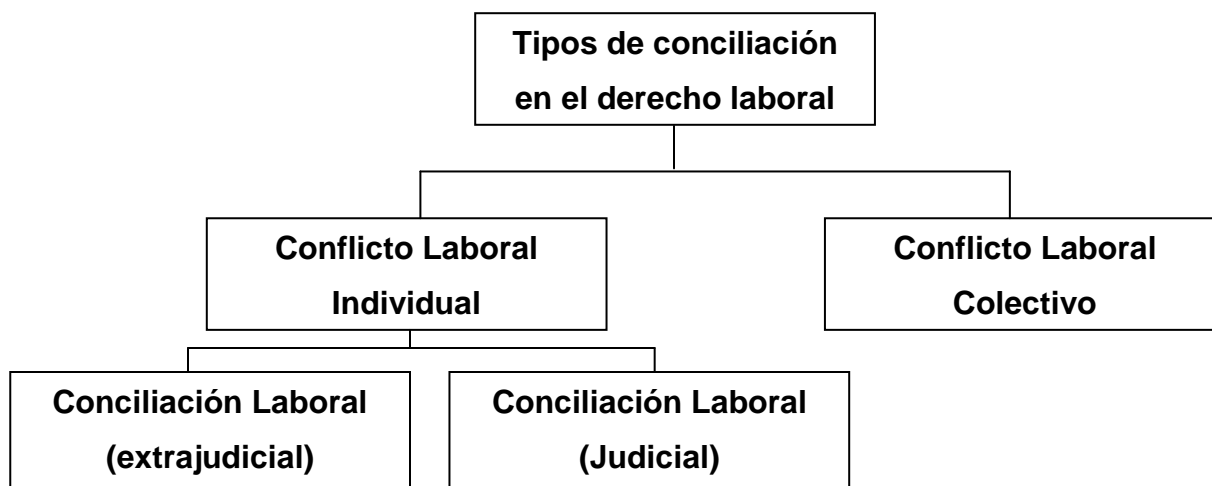 Tipos de conciliación
en el derecho laboral
Conflicto Laboral
Individual
Conflicto Laboral
Colectivo
Conciliación Laboral
(extrajudicial)
Conciliación Laboral
(Judicial)